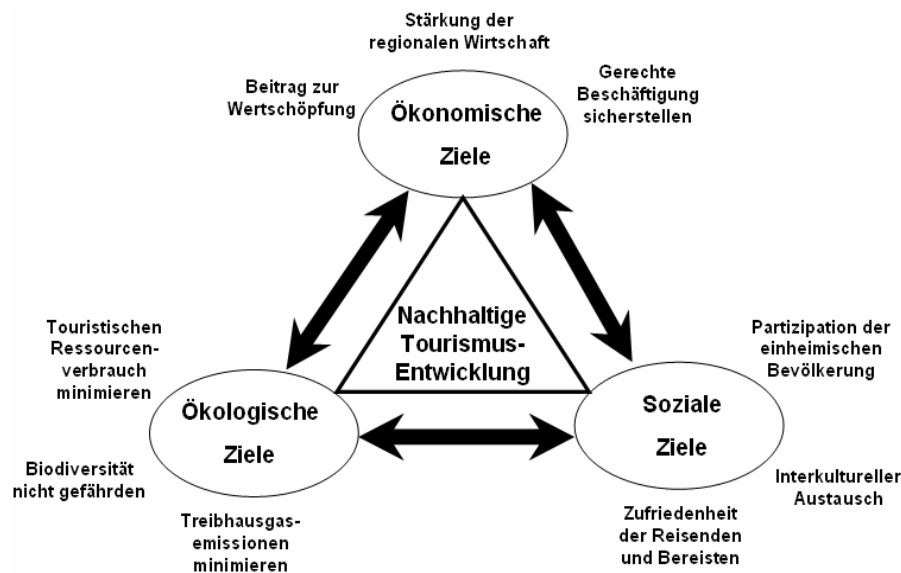 Stärkung der
regionalen Wirtschaft
Beitrag zur
Wertschöpfung
Gerechte
Beschäftigung
sicherstellen
Ökonomische
Ziele
Nachhaltige
Tourismus-
Entwicklung
Touristischen
Ressourcen-
verbrauch
minimieren
Ökologische
Ziele
Biodiversität
nicht gefährden
Treibhausgas-
emissionen
minimieren
Partizipation der
einheimischen
Bevölkerung
Soziale
Ziele
Interkultureller
Austausch
Zufriedenheit
der Reisenden
und Bereisten